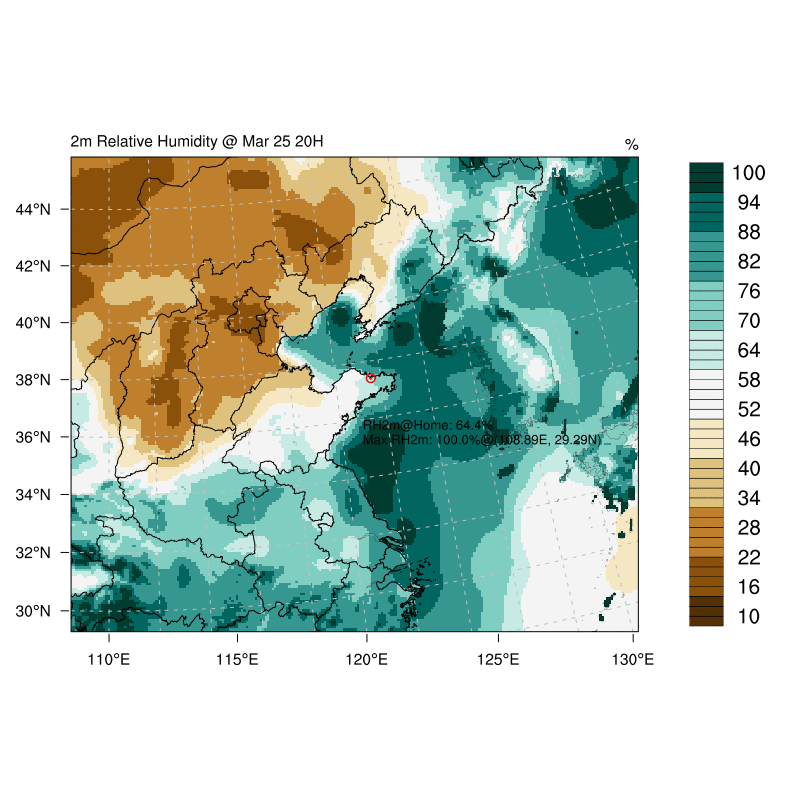 2m Relative Humidity @ Mar 25 20H
%
100
94
88
82
76
70
64
58
52
46
40
34
28
22
16
10
44°N
42°N
40°N
38°N
36°N
34°N
32°N
30°N
RH2m@Home: 64.4%
Max RH2m: 100.0%@(108.89E, 29.29N)
110°E 115°E 120°E 125°E 130°E